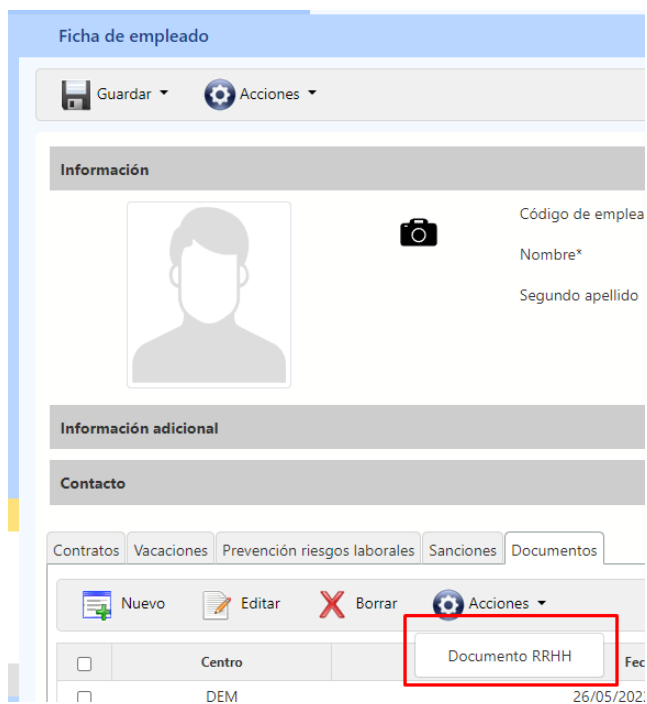 Ficha de empleado
Guardar Acciones
Información
Código de emplea
Nombre*
Segundo apellido
Información adicional
Contacto
Contratos Vacaciones Prevención riesgos laborales Sanciones Documentos
Nuevo Editar Borrar Acciones
Documento RRHH
Centro Fec
DEM 26/05/202